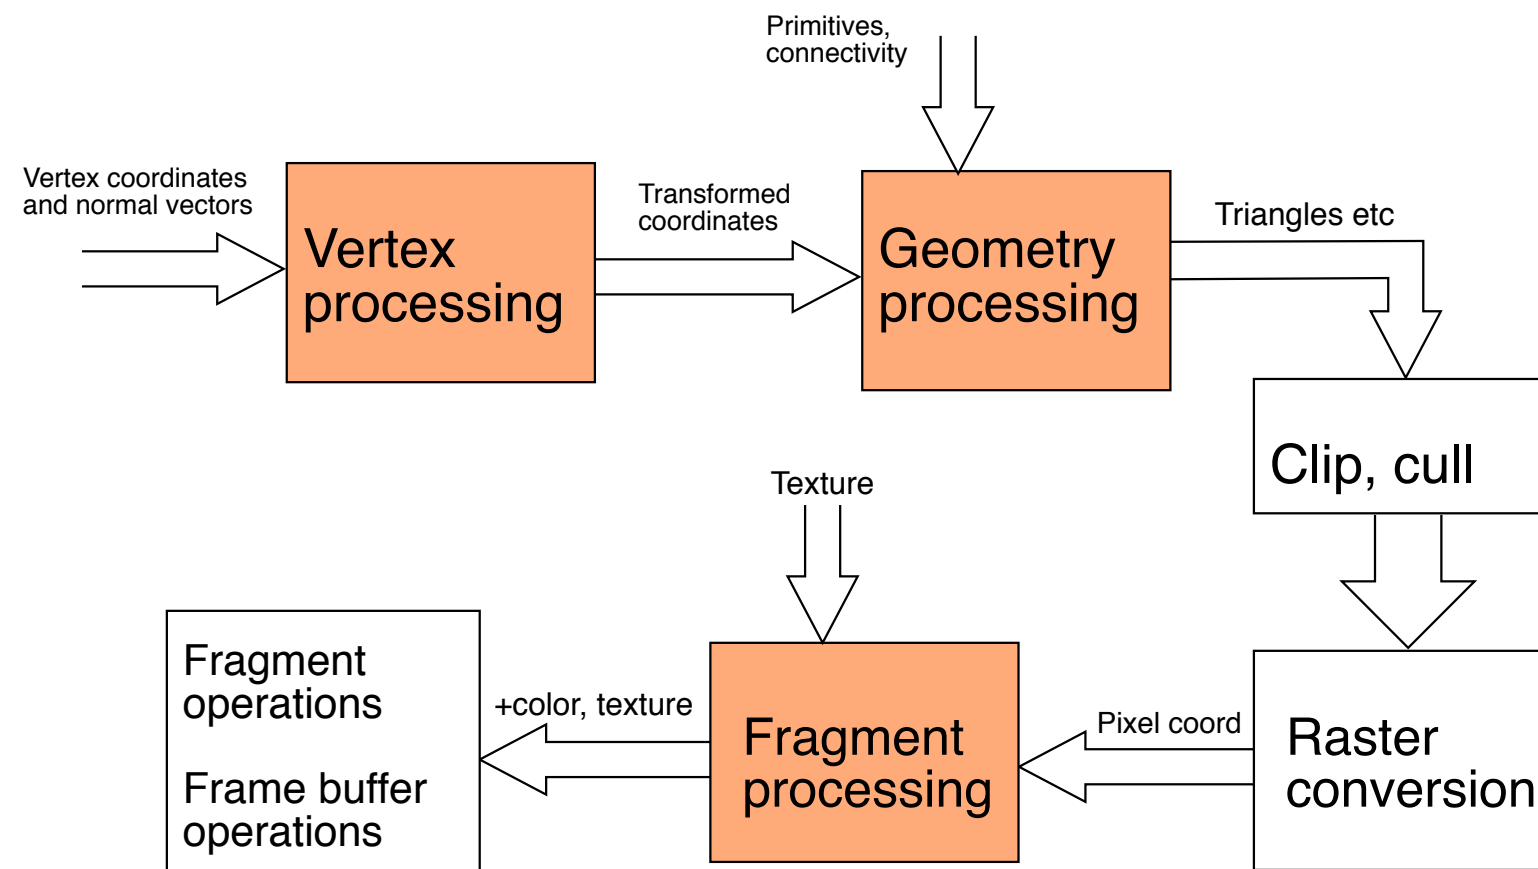 Primitives,
connectivity
Vertex coordinates
and normal vectors
Vertex
processing
Transformed
coordinates
Geometry
processing
Triangles etc
Clip, cull
Texture
Raster
conversion
Pixel coord
Fragment
processing
+color, texture
Fragment
operations
Frame buffer
operations